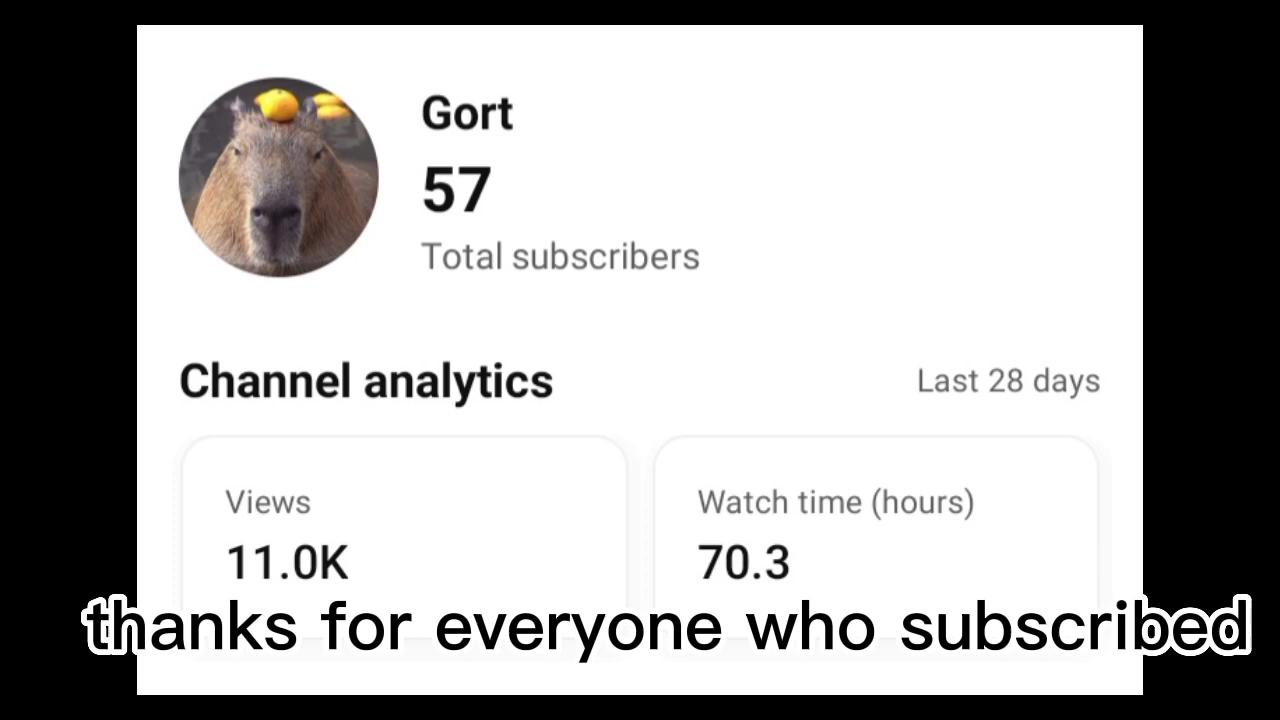 Gort
57
Total subscribers
Channel analytics
Last 28 days
Views
Watch time (hours)
11.0K
70.3
thanks for everyone who subscribed